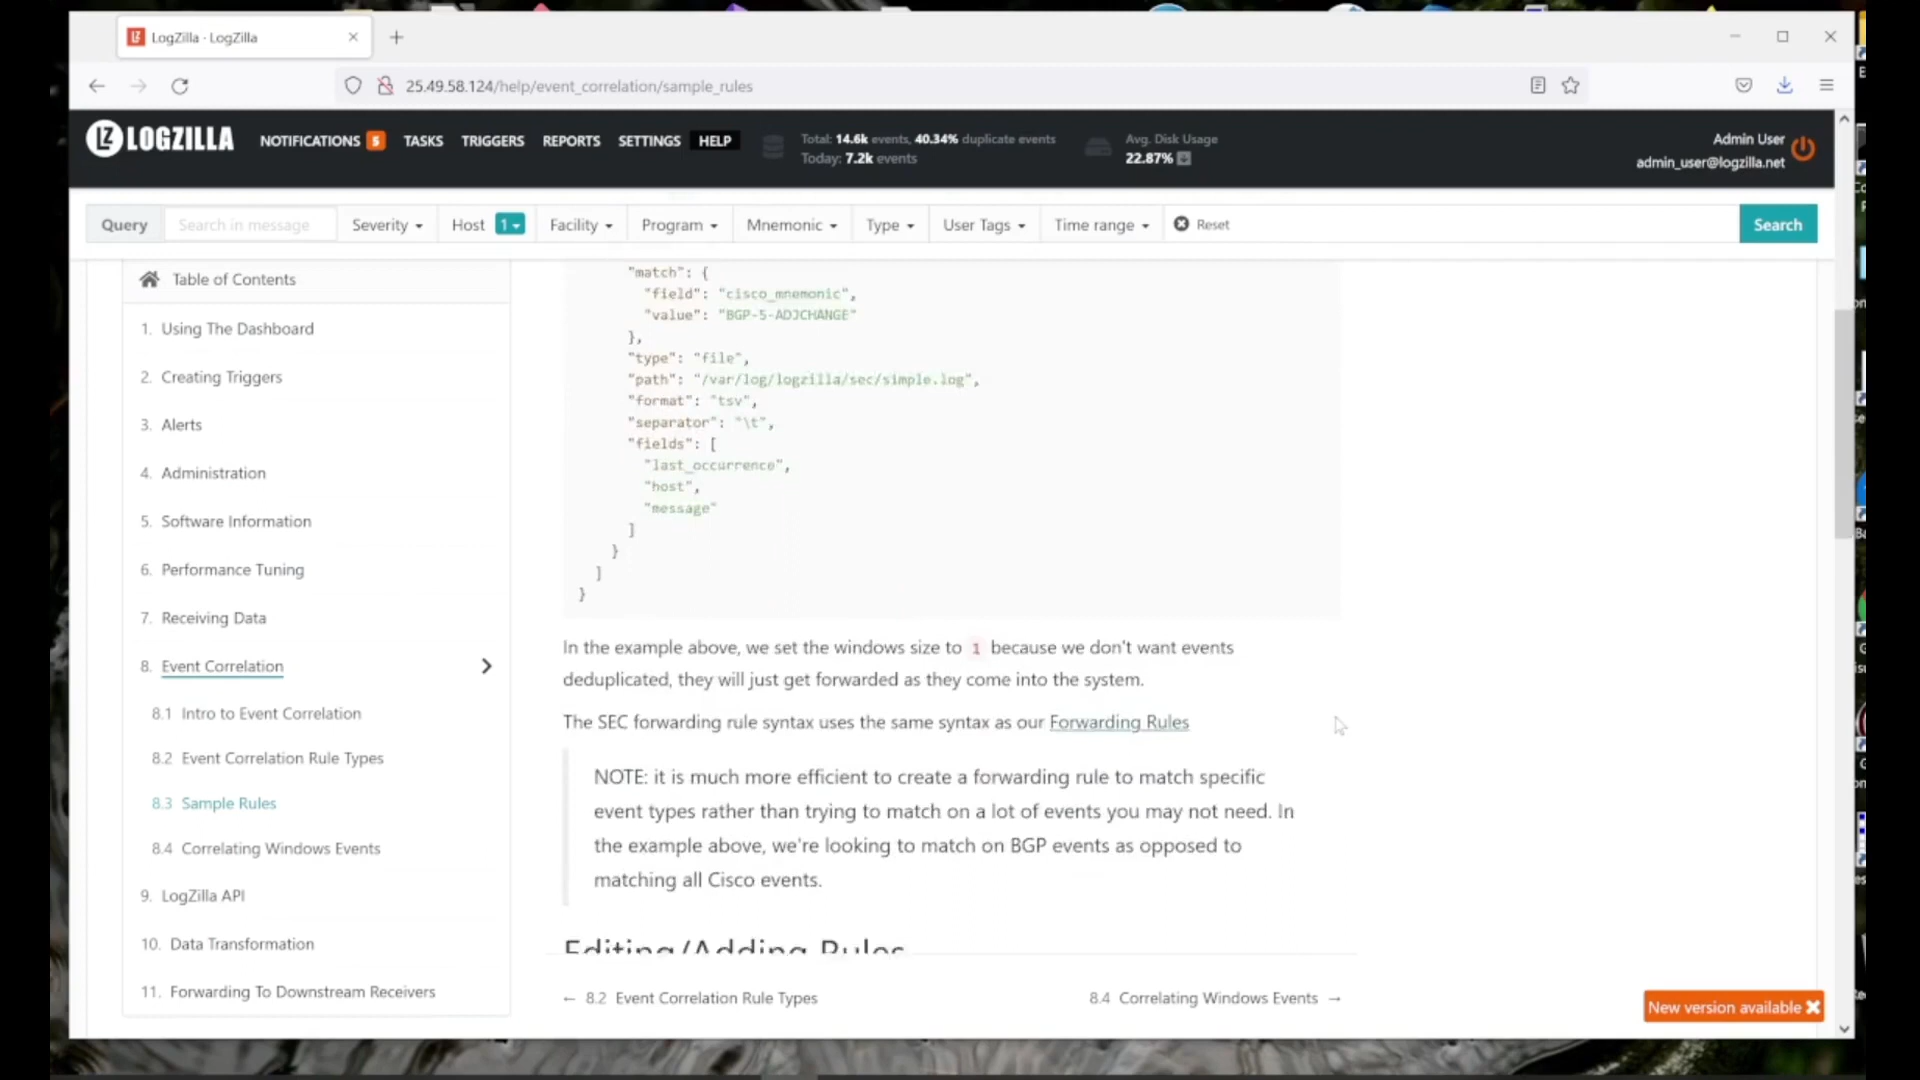 LogZilla · LogZilla
25.49.58.124/help/event_correlation/sample_rules
LZ LOGZILLA
NOTIFICATIONS 5 TASKS TRIGGERS REPORTS SETTINGS HELP
Total: 14.6k events, 40.34% duplicate events
Today: 7.2k events
Avg. Disk Usage
22.87%
Admin User
admin_user@logzilla.net
Query Search in message Severity Host 1 Facility Program Mnemonic Type User Tags Time range Reset Search
Table of Contents
1. Using The Dashboard
2. Creating Triggers
3. Alerts
4. Administration
5. Software Information
6. Performance Tuning
7. Receiving Data
8. Event Correlation
8.1 Intro to Event Correlation
8.2 Event Correlation Rule Types
8.3 Sample Rules
8.4 Correlating Windows Events
9. LogZilla API
10. Data Transformation
11. Forwarding To Downstream Receivers
"match": {
"field": "cisco_mnemonic",
"value": "BGP-5-ADJCHANGE"
},
"type": "file",
"path": "/var/log/logzilla/sec/simple.log",
"format": "tsv",
"separator": "\t",
"fields": [
"last_occurrence",
"host",
"message"
]
}
]
}
In the example above, we set the windows size to 1 because we don't want events
deduplicated, they will just get forwarded as they come into the system.
The SEC forwarding rule syntax uses the same syntax as our Forwarding Rules
NOTE: it is much more efficient to create a forwarding rule to match specific
event types rather than trying to match on a lot of events you may not need. In
the example above, we're looking to match on BGP events as opposed to
matching all Cisco events.
Editing/Adding Rules
← 8.2 Event Correlation Rule Types
8.4 Correlating Windows Events →
New version available